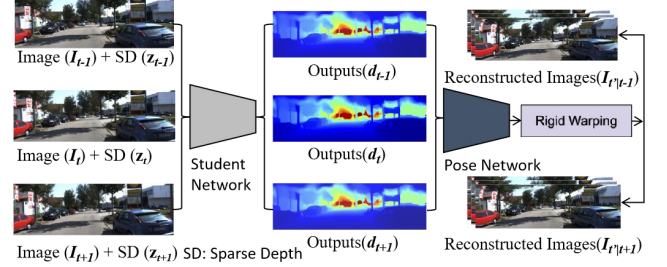 Image (I_{t-1}) + SD (z_{t-1})
Outputs(d_{t-1})
Reconstructed Images(I_{t'|t-1})
Image (I_t) + SD (z_t)
Student
Network
Outputs(d_t)
Rigid Warping
Pose Network
Image (I_{t+1}) + SD (z_{t+1})
SD: Sparse Depth
Outputs(d_{t+1})
Reconstructed Images(I_{t'|t+1})